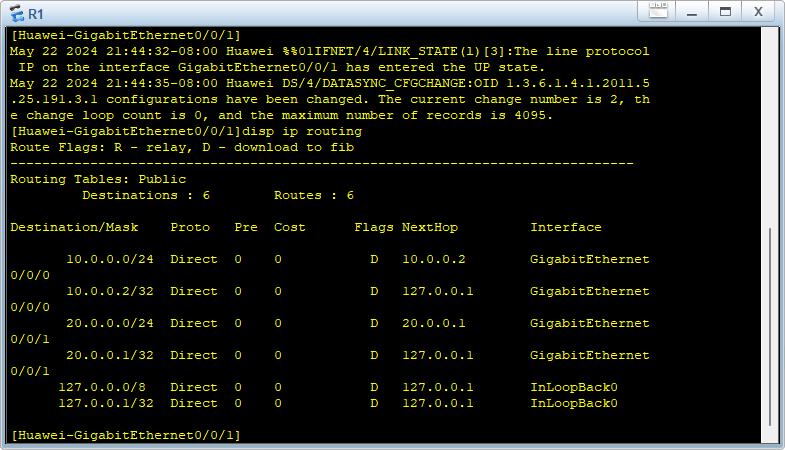 R1
[Huawei-GigabitEthernet0/0/1]
May 22 2024 21:44:32-08:00 Huawei %%01IFNET/4/LINK_STATE(l)[3]:The line protocol
 IP on the interface GigabitEthernet0/0/1 has entered the UP state.
May 22 2024 21:44:35-08:00 Huawei DS/4/DATASYNC_CFGCHANGE:OID 1.3.6.1.4.1.2011.5
.25.191.3.1 configurations have been changed. The current change number is 2, th
e change loop count is 0, and the maximum number of records is 4095.
[Huawei-GigabitEthernet0/0/1]disp ip routing
Route Flags: R - relay, D - download to fib
------------------------------------------------------------------------------
Routing Tables: Public
         Destinations : 6        Routes : 6
Destination/Mask    Proto   Pre  Cost      Flags NextHop         Interface
       10.0.0.0/24  Direct  0    0           D   10.0.0.2        GigabitEthernet
0/0/0
       10.0.0.2/32  Direct  0    0           D   127.0.0.1       GigabitEthernet
0/0/0
       20.0.0.0/24  Direct  0    0           D   20.0.0.1        GigabitEthernet
0/0/1
       20.0.0.1/32  Direct  0    0           D   127.0.0.1       GigabitEthernet
0/0/1
      127.0.0.0/8   Direct  0    0           D   127.0.0.1       InLoopBack0
      127.0.0.1/32  Direct  0    0           D   127.0.0.1       InLoopBack0
[Huawei-GigabitEthernet0/0/1]